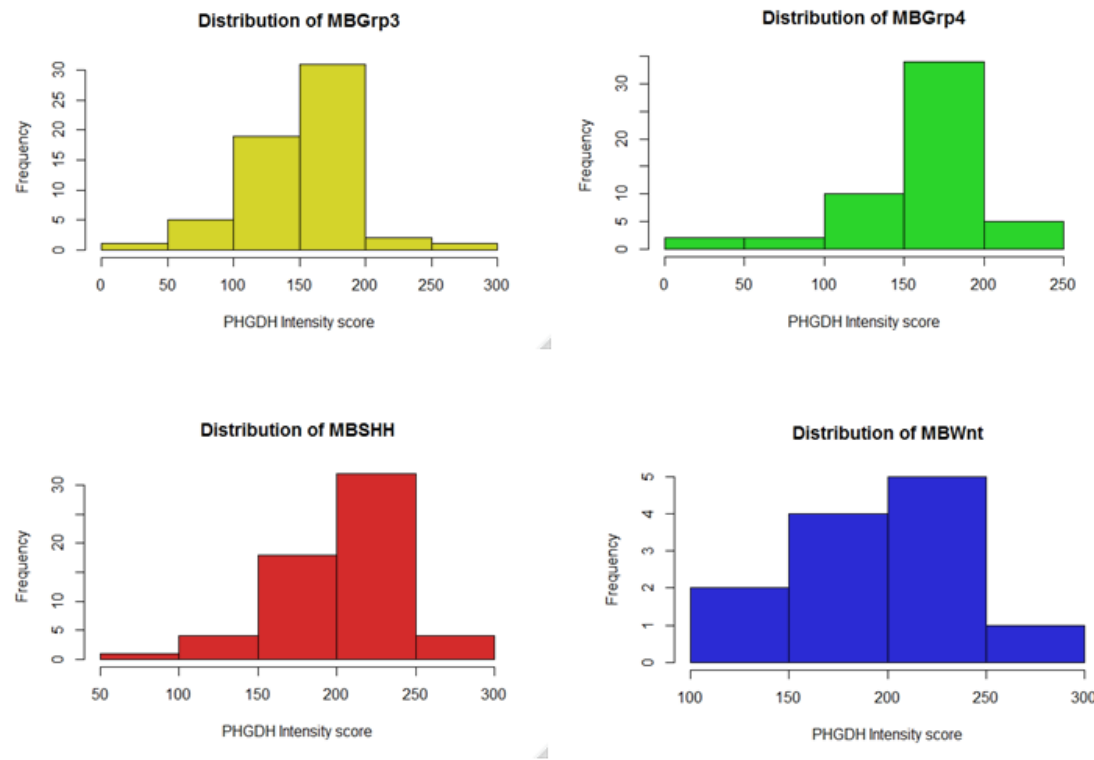 Distribution of MBGrp3
Frequency
0
5
10
15
20
25
30
0 50 100 150 200 250 300
PHGDH Intensity score
Distribution of MBGrp4
Frequency
0
5
10
20
30
0 50 100 150 200 250
PHGDH Intensity score
Distribution of MBSHH
Frequency
0
5
10
20
30
50 100 150 200 250 300
PHGDH Intensity score
Distribution of MBWnt
Frequency
0
1
2
3
4
5
100 150 200 250 300
PHGDH Intensity score